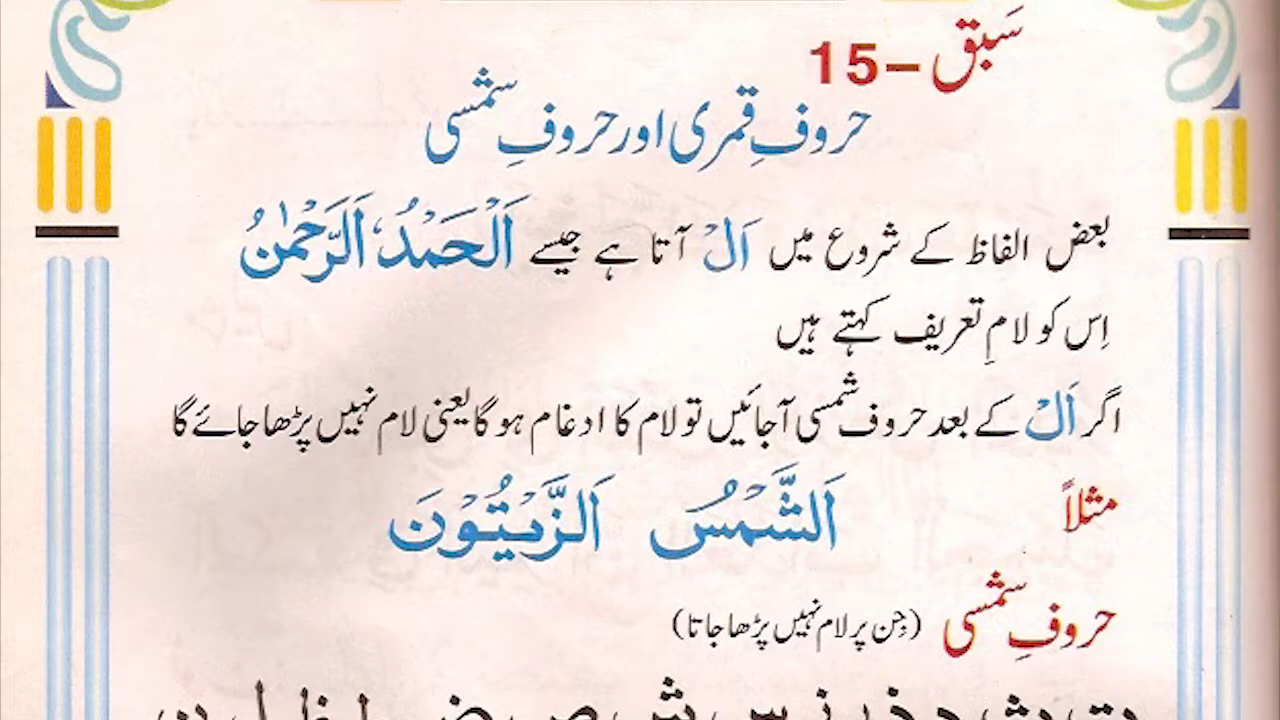 سَبق – 15
حروفِ قمری اور حروفِ شمسی
بعض الفاظ کے شروع میں اَلْ آتا ہے جیسے اَلْحَمْدُ، اَلرَّحْمٰنُ
اِس کو لامِ تعریف کہتے ہیں
اگر اَلْ کے بعد حروف شمسی آجائیں تو لام کا ادغام ہو گا یعنی لام نہیں پڑھا جائے گا
مثلاً اَلشَّمْسُ اَلزَّيْتُوْنَ
حروفِ شمسی (جِن پر لام نہیں پڑھا جاتا)